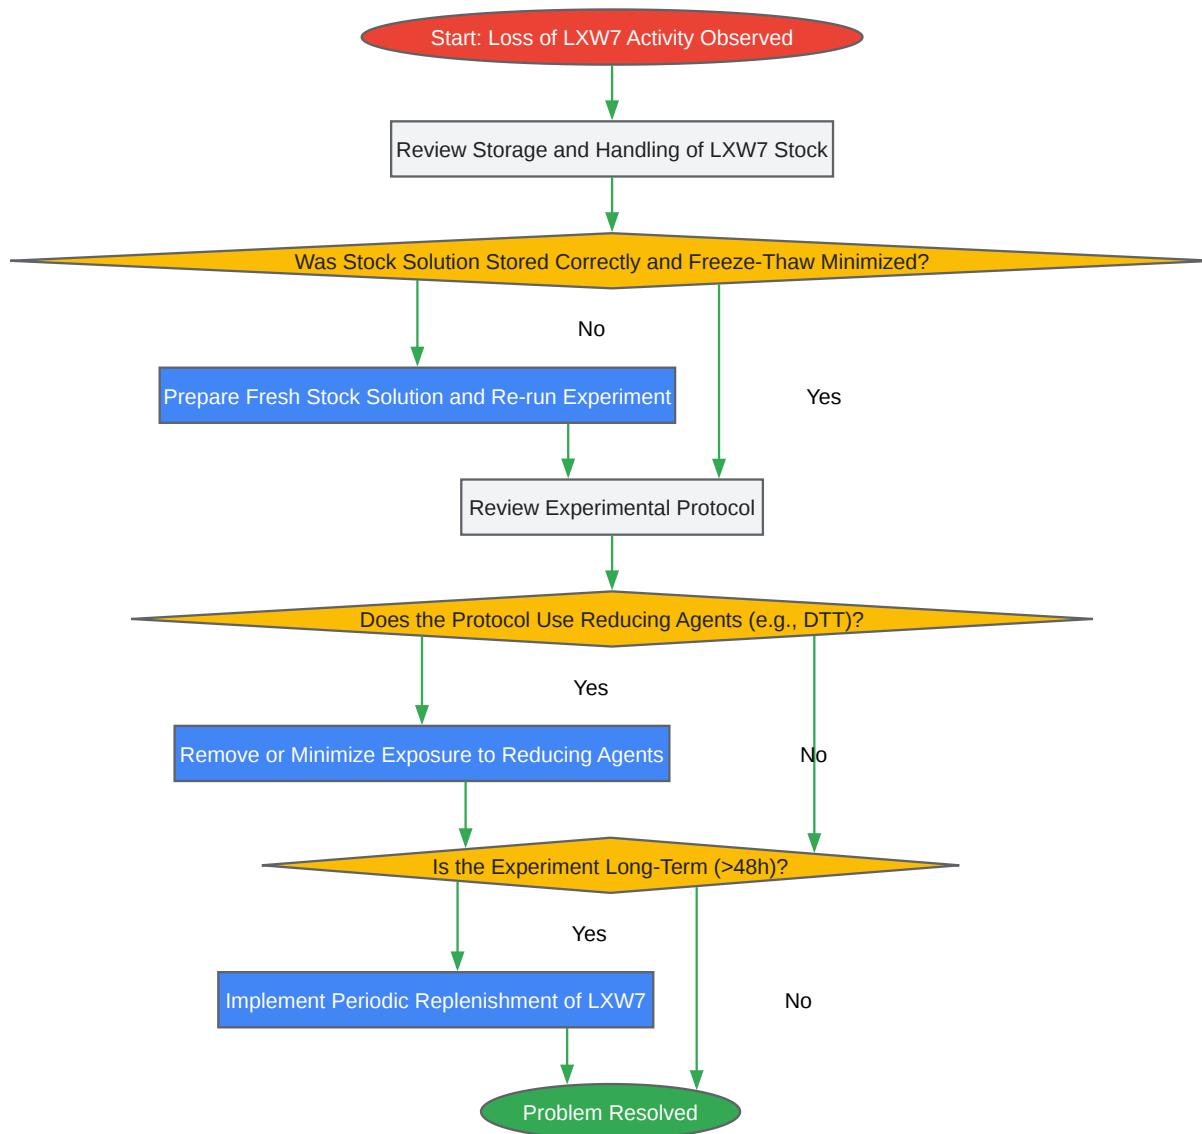 Start: Loss of LXW7 Activity Observed
Review Storage and Handling of LXW7 Stock
Was Stock Solution Stored Correctly and Freeze-Thaw Minimized?
No
Prepare Fresh Stock Solution and Re-run Experiment
Yes
Review Experimental Protocol
Does the Protocol Use Reducing Agents (e.g., DTT)?
Yes
Remove or Minimize Exposure to Reducing Agents
No
Is the Experiment Long-Term (>48h)?
Yes
Implement Periodic Replenishment of LXW7
No
Problem Resolved